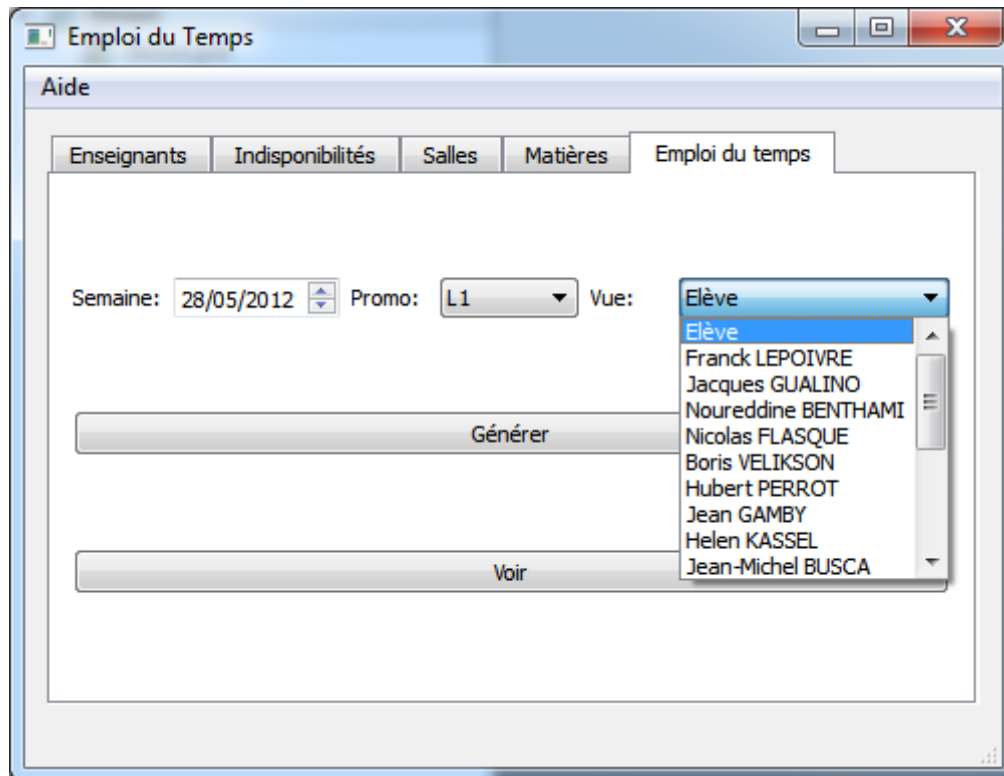 Emploi du Temps
Aide
Enseignants Indisponibilités Salles Matières Emploi du temps
Semaine: 28/05/2012 Promo: L1 Vue: Elève
Elève
Franck LEPOIVRE
Jacques GUALINO
Noureddine BENTHAMI
Nicolas FLASQUE
Boris VELIKSON
Hubert PERROT
Jean GAMBY
Helen KASSEL
Jean-Michel BUSCA
Générer
Voir